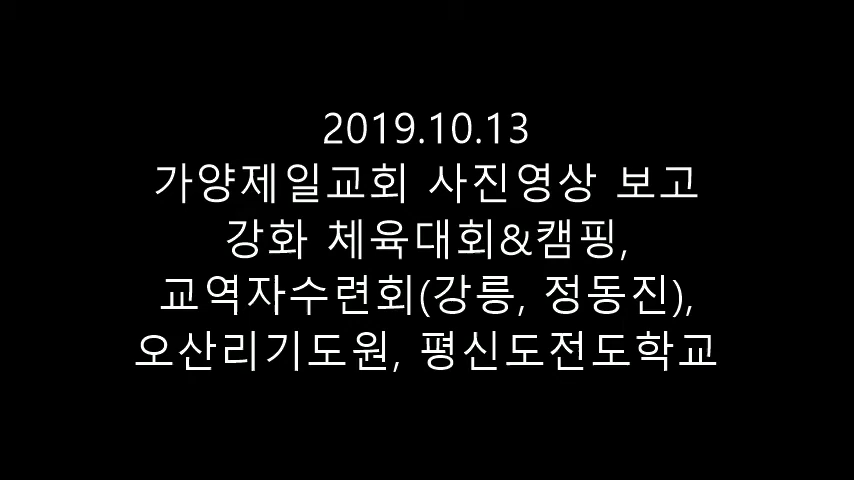 2019.10.13
가양제일교회 사진영상 보고
강화 체육대회&캠핑,
교역자수련회(강릉, 정동진),
오산리기도원, 평신도전도학교